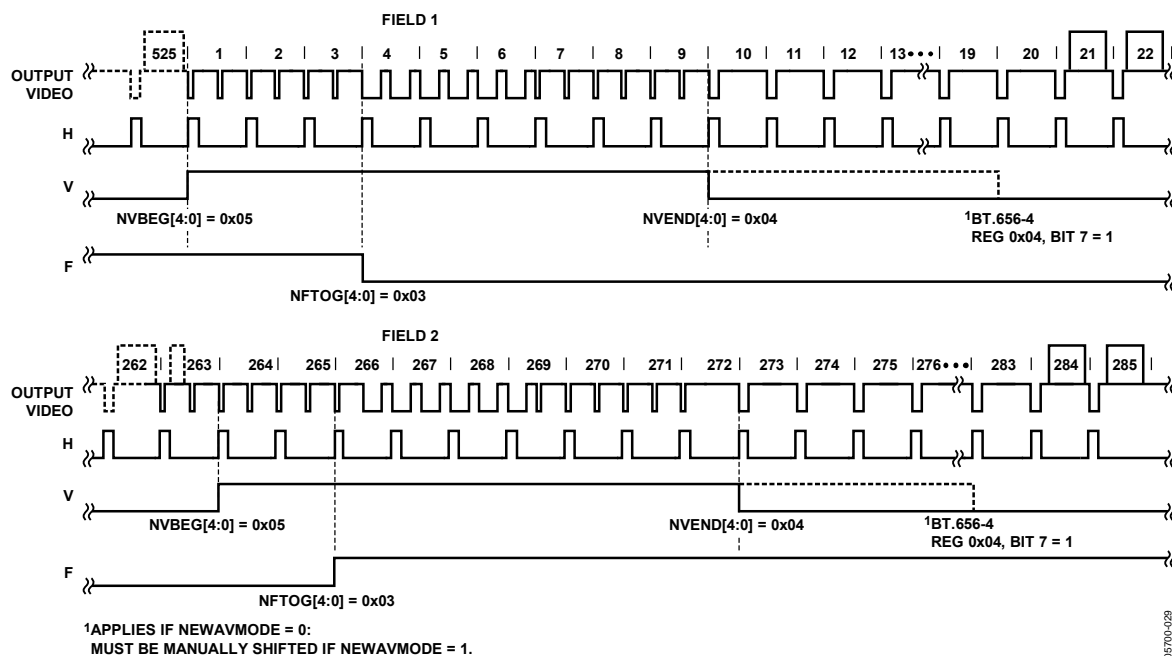 FIELD 1
525 1 2 3 4 5 6 7 8 9 10 11 12 13 19 20 21 22
OUTPUT
VIDEO
H
V
NVBEG[4:0] = 0x05
NVEND[4:0] = 0x04
1BT.656-4
REG 0x04, BIT 7 = 1
F
NFTOG[4:0] = 0x03
FIELD 2
262 263 264 265 266 267 268 269 270 271 272 273 274 275 276 283 284 285
OUTPUT
VIDEO
H
V
NVBEG[4:0] = 0x05
NVEND[4:0] = 0x04
1BT.656-4
REG 0x04, BIT 7 = 1
F
NFTOG[4:0] = 0x03
1APPLIES IF NEWAVMODE = 0:
MUST BE MANUALLY SHIFTED IF NEWAVMODE = 1.
05700-029